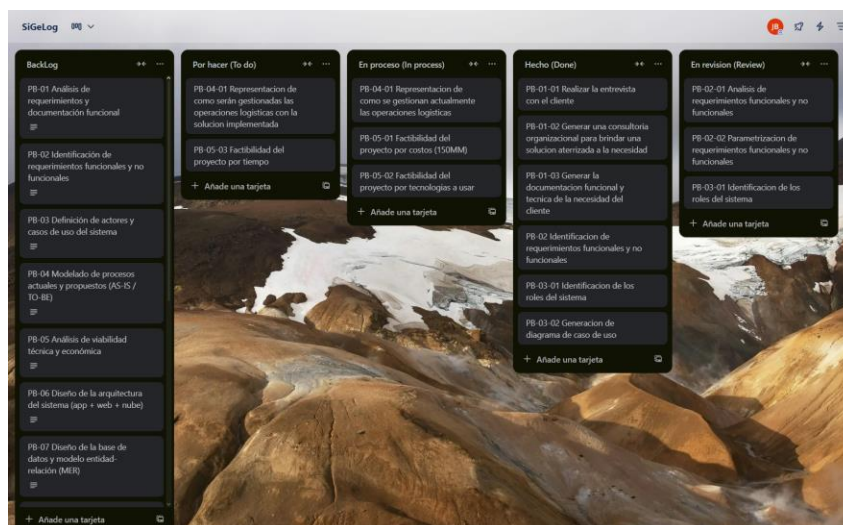 SiGeLog
JB
BackLog
PB-01 Análisis de
requerimientos y
documentación funcional
PB-02 Identificación de
requerimientos funcionales y no
funcionales
PB-03 Definición de actores y
casos de uso del sistema
PB-04 Modelado de procesos
actuales y propuestos (AS-IS /
TO-BE)
PB-05 Análisis de viabilidad
técnica y económica
PB-06 Diseño de la arquitectura
del sistema (app + web + nube)
PB-07 Diseño de la base de
datos y modelo entidad-
relación (MER)
+ Añade una tarjeta
Por hacer (To do)
PB-04-01 Representacion de
como serán gestionadas las
operaciones logisticas con la
solucion implementada
PB-05-03 Factibilidad del
proyecto por tiempo
+ Añade una tarjeta
En proceso (In process)
PB-04-01 Representacion de
como se gestionan actualmente
las operaciones logisticas
PB-05-01 Factibilidad del
proyecto por costos (150MM)
PB-05-02 Factibilidad del
proyecto por tecnologías a usar
+ Añade una tarjeta
Hecho (Done)
PB-01-01 Realizar la entrevista
con el cliente
PB-01-02 Generar una consultoria
organizacional para brindar una
solucion aterrizada a la necesidad
PB-01-03 Generar la
documentacion funcional y
tecnica de la necesidad del
cliente
PB-02 Identificacion de
requerimientos funcionales y no
funcionales
PB-03-01 Identificacion de los
roles del sistema
PB-03-02 Generacion de
diagrama de caso de uso
+ Añade una tarjeta
En revision (Review)
PB-02-01 Analisis de
requerimientos funcionales y no
funcionales
PB-02-02 Parametrizacion de
requerimientos funcionales y no
funcionales
PB-03-01 Identificacion de los
roles del sistema
+ Añade una tarjeta